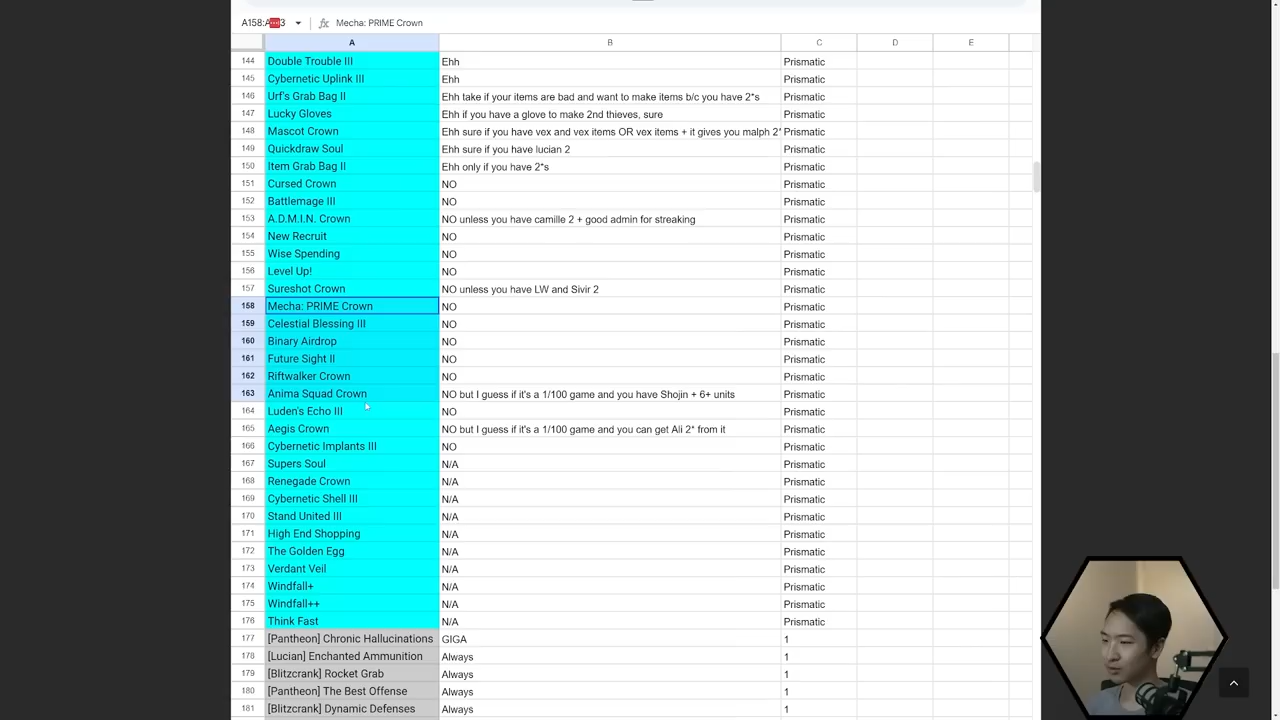 A158:A 3 Mecha: PRIME Crown
A B C D E
144 Double Trouble III Ehh Prismatic
145 Cybernetic Uplink III Ehh Prismatic
146 Urf's Grab Bag II Ehh take if your items are bad and want to make items b/c you have 2*s Prismatic
147 Lucky Gloves Ehh if you have a glove to make 2nd thieves, sure Prismatic
148 Mascot Crown Ehh sure if you have vex and vex items OR vex items + it gives you malph 2* Prismatic
149 Quickdraw Soul Ehh sure if you have lucian 2 Prismatic
150 Item Grab Bag II Ehh only if you have 2*s Prismatic
151 Cursed Crown NO Prismatic
152 Battlemage III NO Prismatic
153 A.D.M.I.N. Crown NO unless you have camille 2 + good admin for streaking Prismatic
154 New Recruit NO Prismatic
155 Wise Spending NO Prismatic
156 Level Up! NO Prismatic
157 Sureshot Crown NO unless you have LW and Sivir 2 Prismatic
158 Mecha: PRIME Crown NO Prismatic
159 Celestial Blessing III NO Prismatic
160 Binary Airdrop NO Prismatic
161 Future Sight II NO Prismatic
162 Riftwalker Crown NO Prismatic
163 Anima Squad Crown NO but I guess if it's a 1/100 game and you have Shojin + 6+ units Prismatic
164 Luden's Echo III NO Prismatic
165 Aegis Crown NO but I guess if it's a 1/100 game and you can get Ali 2* from it Prismatic
166 Cybernetic Implants III NO Prismatic
167 Supers Soul N/A Prismatic
168 Renegade Crown N/A Prismatic
169 Cybernetic Shell III N/A Prismatic
170 Stand United III N/A Prismatic
171 High End Shopping N/A Prismatic
172 The Golden Egg N/A Prismatic
173 Verdant Veil N/A Prismatic
174 Windfall+ N/A Prismatic
175 Windfall++ N/A Prismatic
176 Think Fast N/A Prismatic
177 [Pantheon] Chronic Hallucinations GIGA 1
178 [Lucian] Enchanted Ammunition Always 1
179 [Blitzcrank] Rocket Grab Always 1
180 [Pantheon] The Best Offense Always 1
181 [Blitzcrank] Dynamic Defenses Always 1